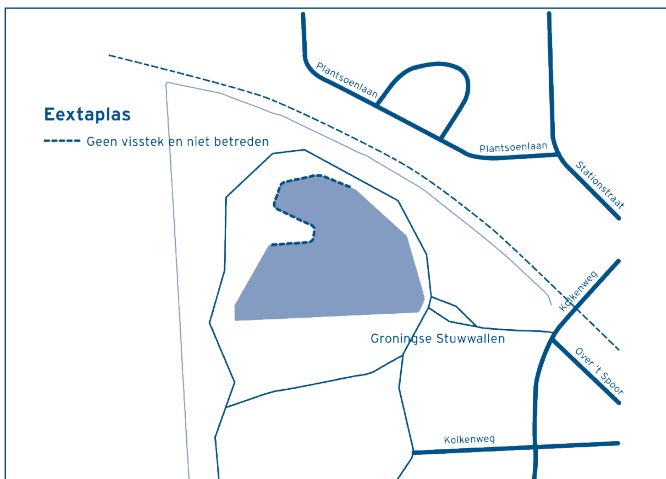 Plantsoenlaan
Eextaplas
Geen visstek en niet betreden
Plantsoenlaan
Stationstraat
Kolkenweg
Groningse Stuwwallen
Over 't Spoor
Kolkenweg